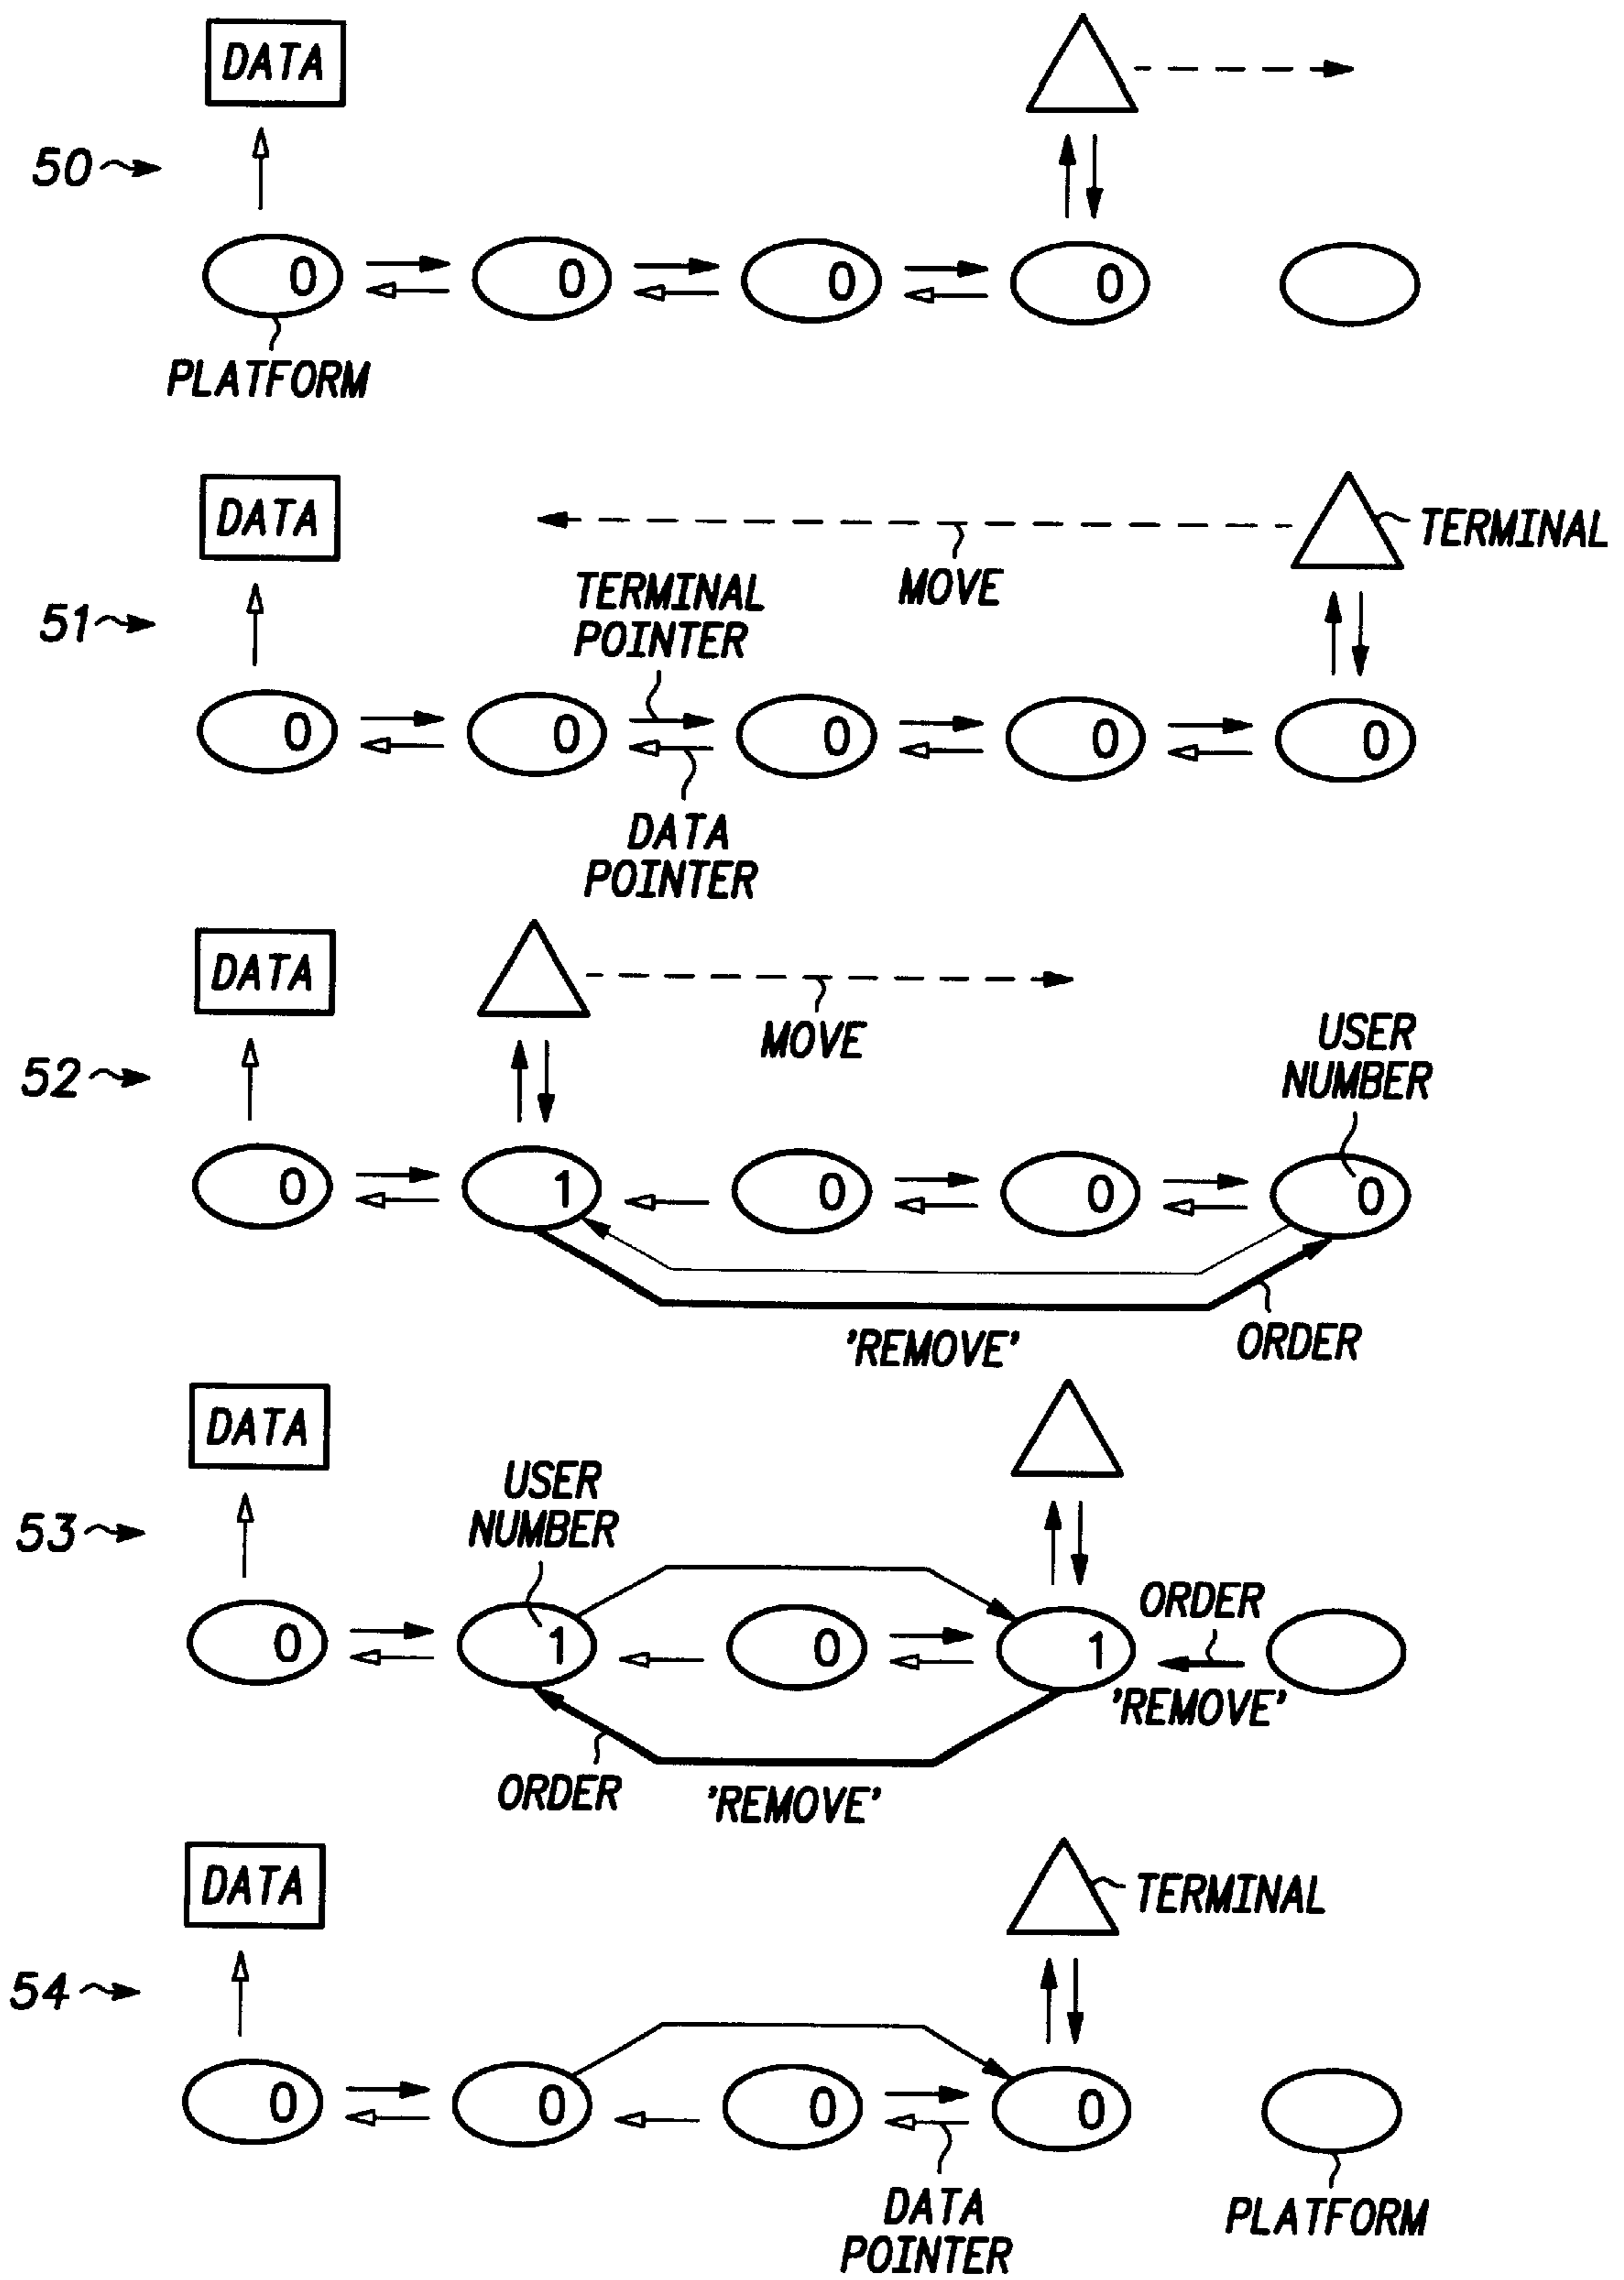 DATA
50
0 0 0 0
PLATFORM
DATA
TERMINAL
MOVE
TERMINAL
POINTER
51
0 0 0 0 0
DATA
POINTER
DATA
MOVE
USER
NUMBER
52
0 1 0 0 0
'REMOVE'
ORDER
DATA
USER
NUMBER
53
ORDER
0 1 0 1
'REMOVE'
ORDER
'REMOVE'
DATA
TERMINAL
54
0 0 0 0
DATA
POINTER
PLATFORM